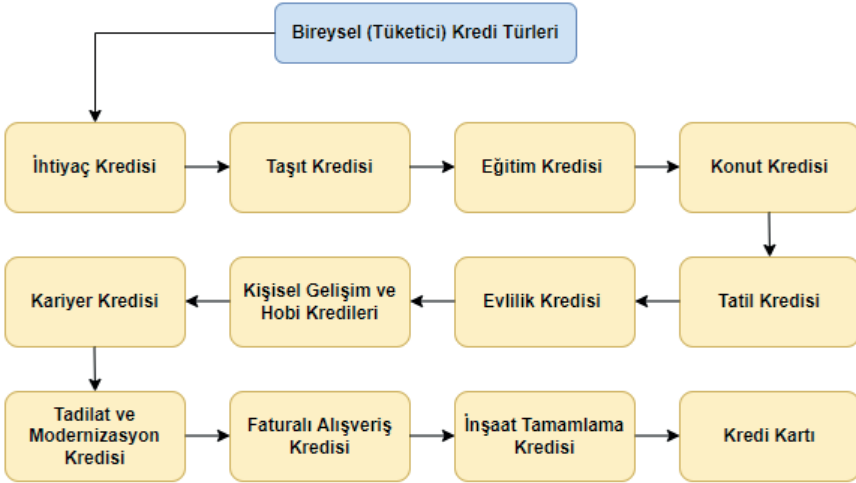 Bireysel (Tüketici) Kredi Türleri
İhtiyaç Kredisi
Taşıt Kredisi
Eğitim Kredisi
Konut Kredisi
Kariyer Kredisi
Kişisel Gelişim ve
Hobi Kredileri
Evlilik Kredisi
Tatil Kredisi
Tadilat ve
Modernizasyon
Kredisi
Faturalı Alışveriş
Kredisi
İnşaat Tamamlama
Kredisi
Kredi Kartı